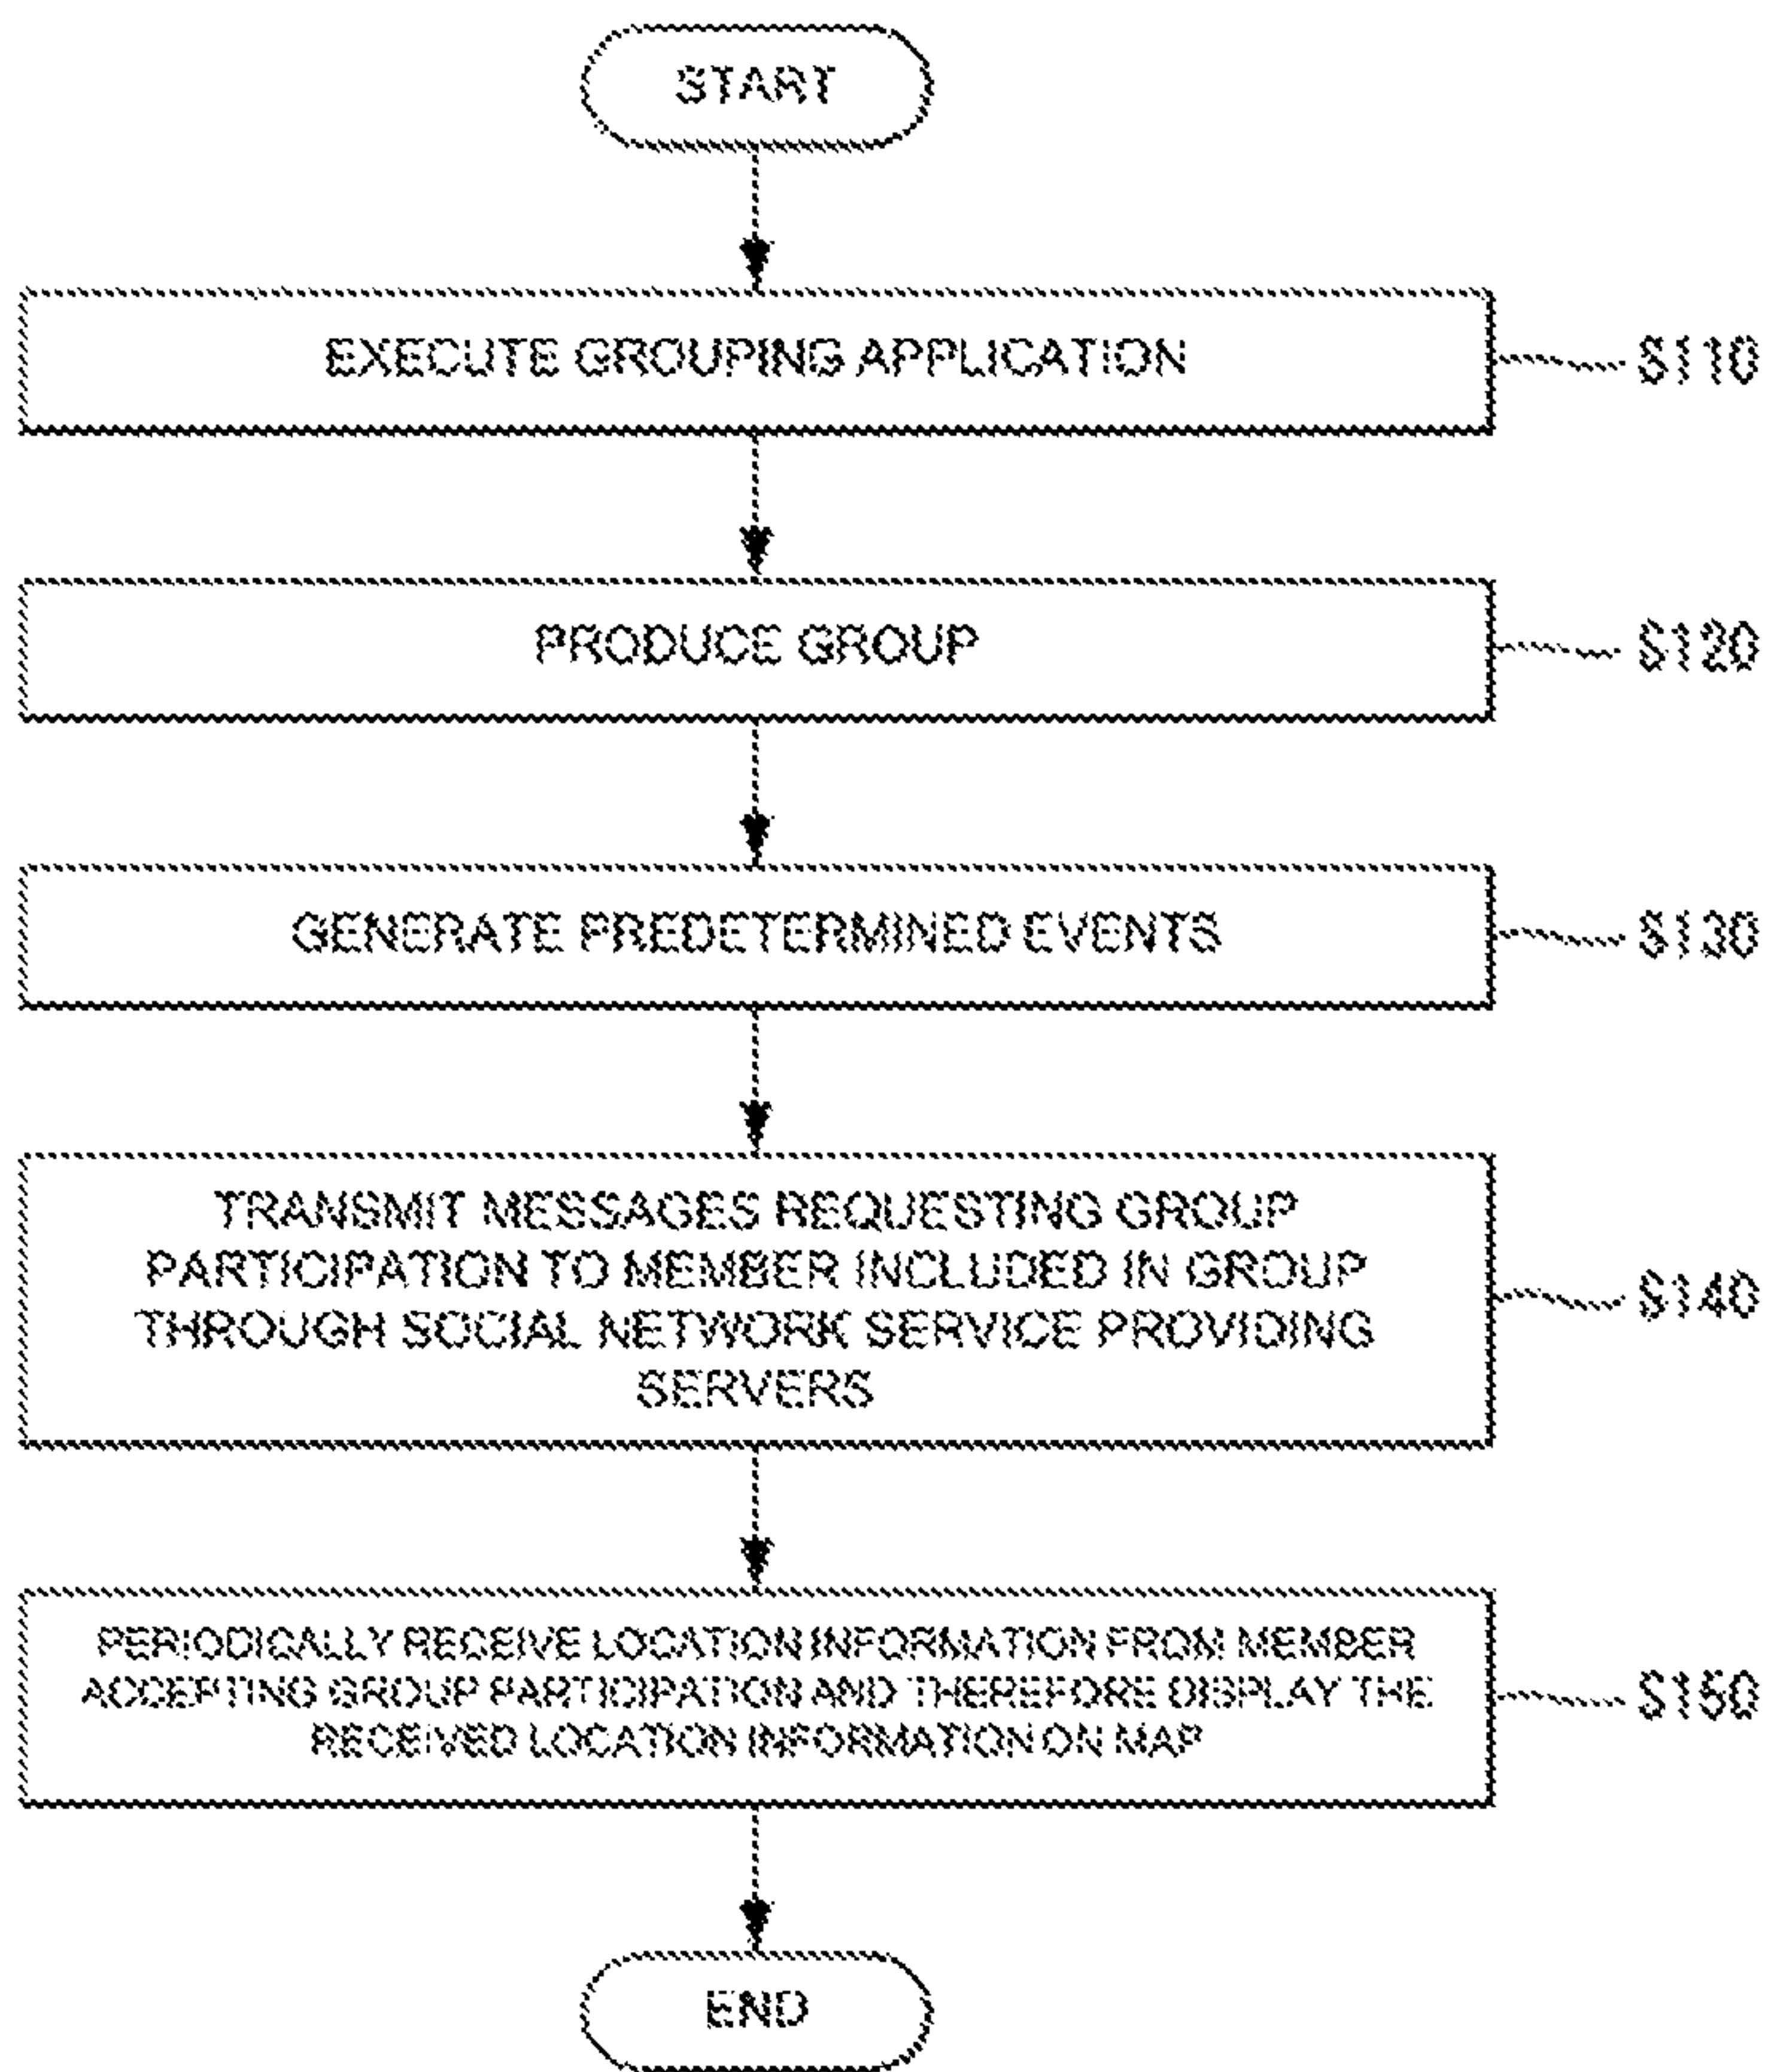 START
EXECUTE GROUPING APPLICATION
S110
PRODUCE GROUP
S120
GENERATE PREDETERMINED EVENTS
S130
TRANSMIT MESSAGES REQUESTING GROUP
PARTICIPATION TO MEMBER INCLUDED IN GROUP
THROUGH SOCIAL NETWORK SERVICE PROVIDING
SERVERS
S140
PERIODICALLY RECEIVE LOCATION INFORMATION FROM MEMBER
ACCEPTING GROUP PARTICIPATION AND THEREFORE DISPLAY THE
RECEIVED LOCATION INFORMATION ON MAP
S150
END